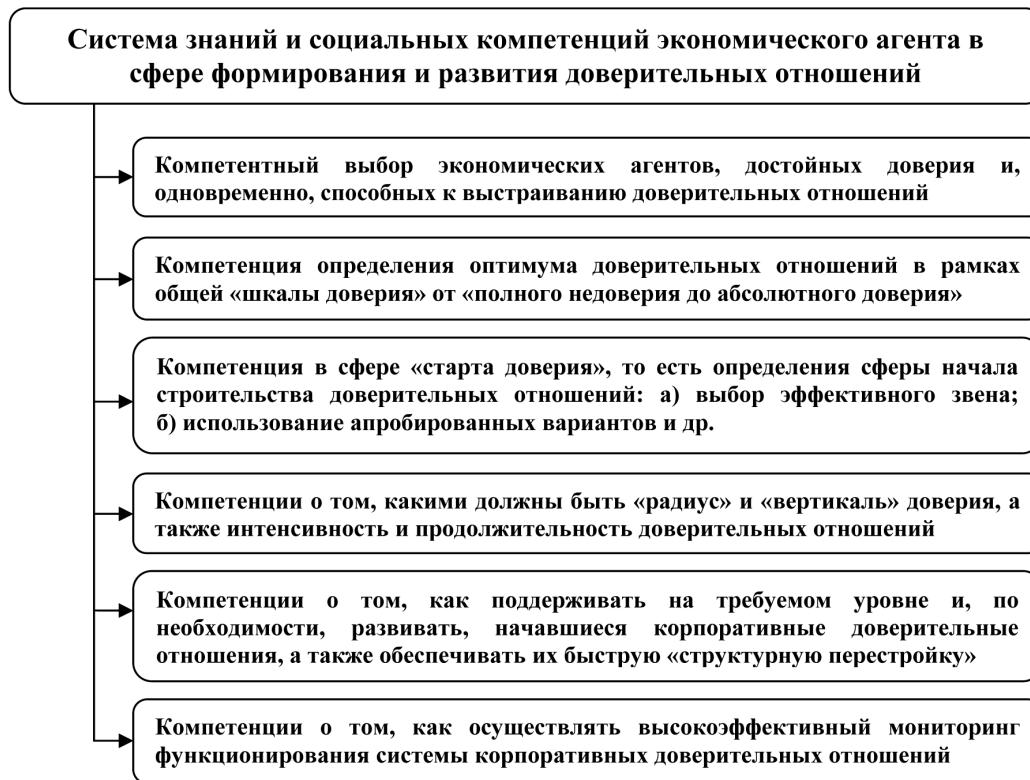 Система знаний и социальных компетенций экономического агента в
сфере формирования и развития доверительных отношений
Компетентный выбор экономических агентов, достойных доверия и,
одновременно, способных к выстраиванию доверительных отношений
Компетенция определения оптимума доверительных отношений в рамках
общей «шкалы доверия» от «полного недоверия до абсолютного доверия»
Компетенция в сфере «старта доверия», то есть определения сферы начала
строительства доверительных отношений: а) выбор эффективного звена;
б) использование апробированных вариантов и др.
Компетенции о том, какими должны быть «радиус» и «вертикаль» доверия, а
также интенсивность и продолжительность доверительных отношений
Компетенции о том, как поддерживать на требуемом уровне и, по
необходимости, развивать, начавшиеся корпоративные доверительные
отношения, а также обеспечивать их быструю «структурную перестройку»
Компетенции о том, как осуществлять высокоэффективный мониторинг
функционирования системы корпоративных доверительных отношений